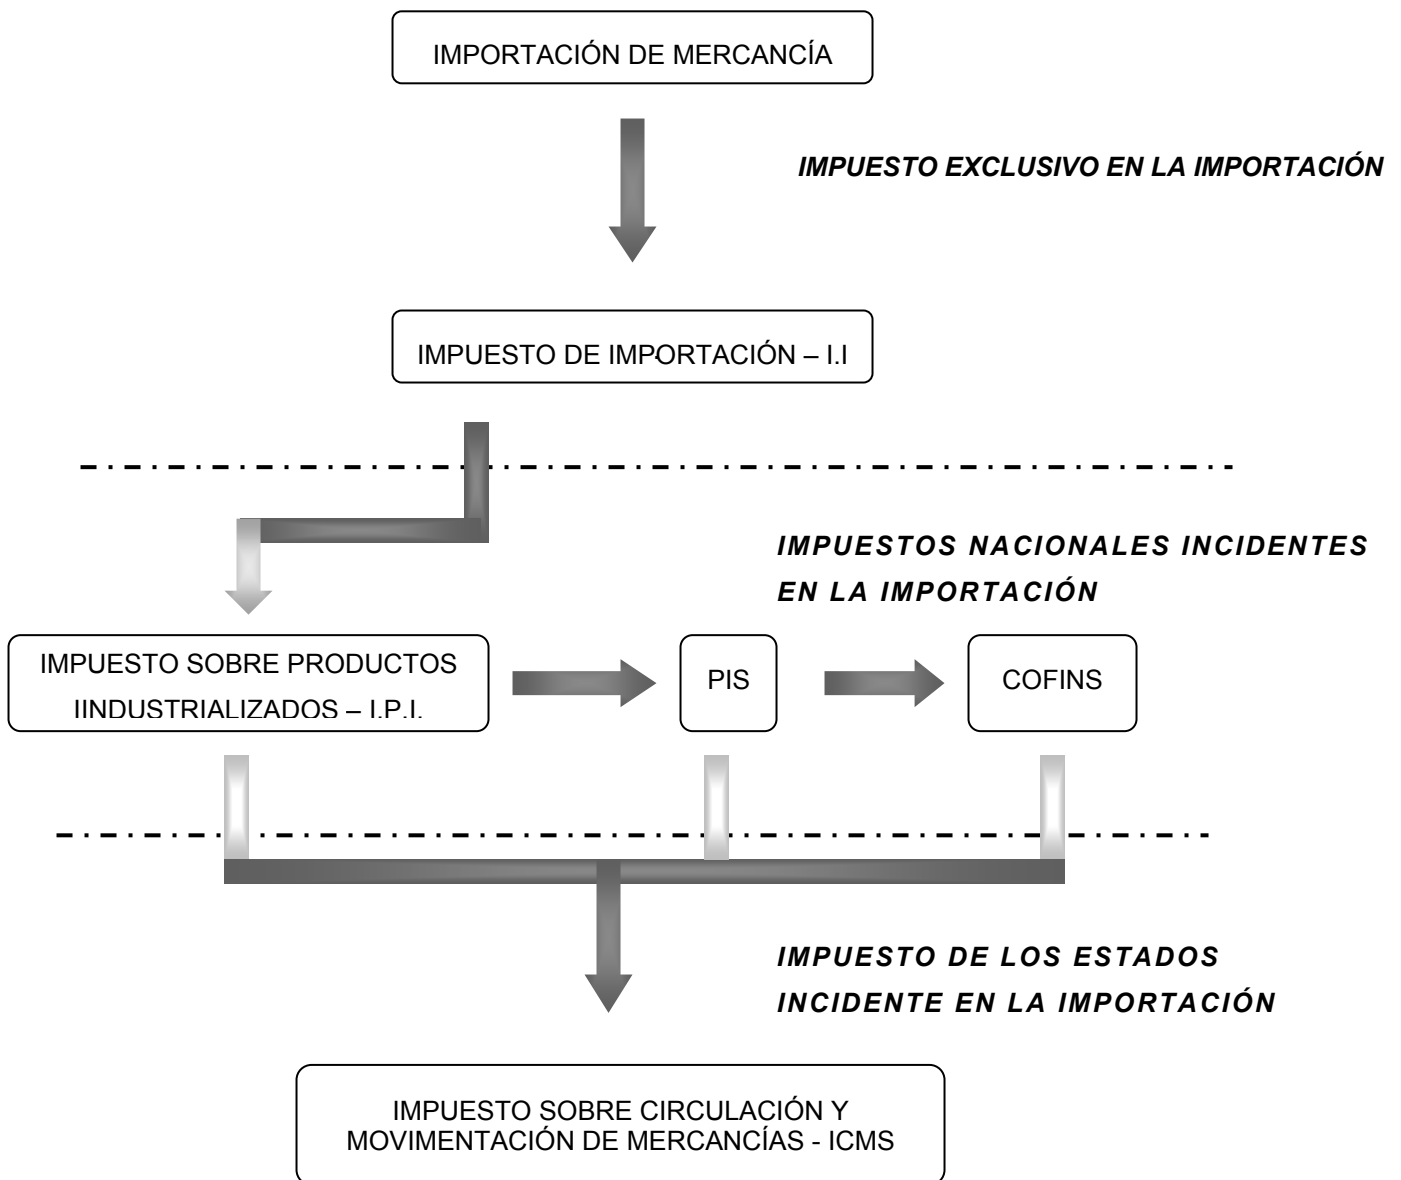 IMPORTACIÓN DE MERCANCÍA
IMPUESTO EXCLUSIVO EN LA IMPORTACIÓN
IMPUESTO DE IMPORTACIÓN – I.I
IMPUESTOS NACIONALES INCIDENTES
EN LA IMPORTACIÓN
IMPUESTO SOBRE PRODUCTOS
IINDUSTRIALIZADOS – I.P.I.
PIS
COFINS
IMPUESTO DE LOS ESTADOS
INCIDENTE EN LA IMPORTACIÓN
IMPUESTO SOBRE CIRCULACIÓN Y
MOVIMENTACIÓN DE MERCANCÍAS - ICMS